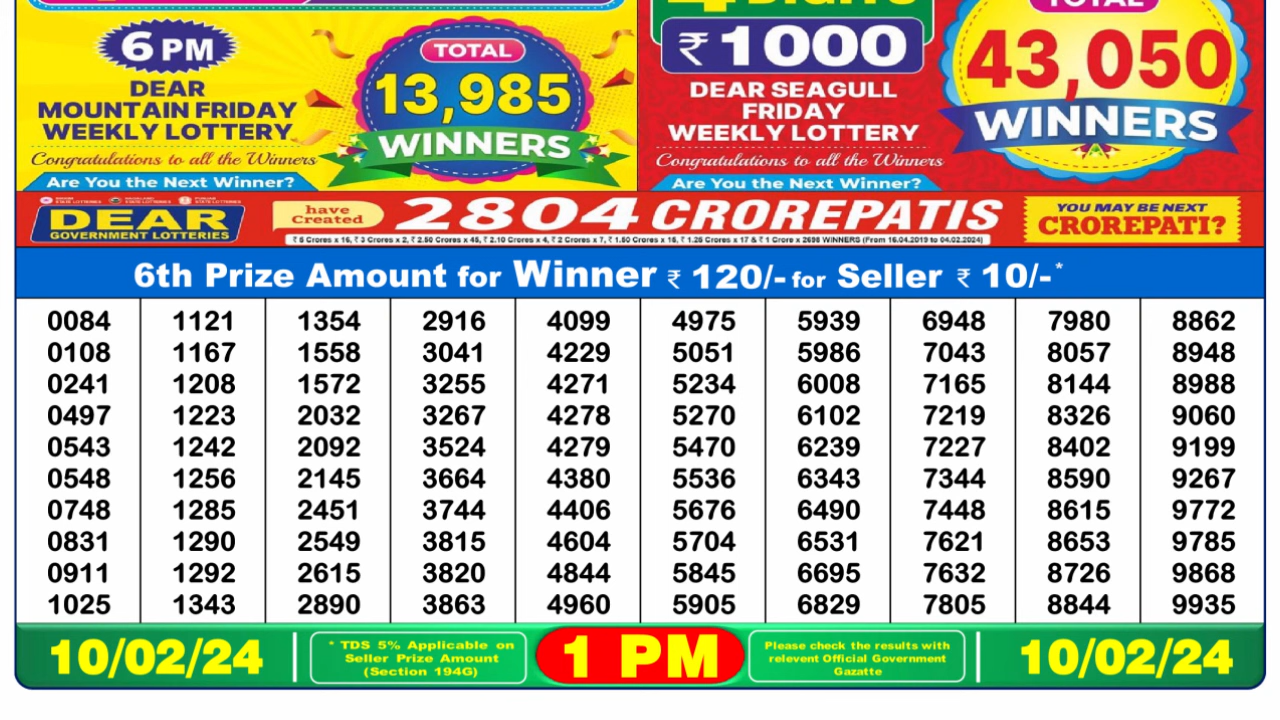 6 PM
DEAR
MOUNTAIN FRIDAY
WEEKLY LOTTERY
Congratulations to all the Winners
Are You the Next Winner?
TOTAL
13,985
WINNERS
₹1000
DEAR SEAGULL
FRIDAY
WEEKLY LOTTERY
Congratulations to all the Winners
Are You the Next Winner?
TOTAL
43,050
WINNERS
DEAR
GOVERNMENT LOTTERIES
have
Created
2804 CROREPATIS
YOU MAY BE NEXT
CROREPATI?
6th Prize Amount for Winner ₹ 120/- for Seller ₹ 10/-*
0084 1121 1354 2916 4099 4975 5939 6948 7980 8862
0108 1167 1558 3041 4229 5051 5986 7043 8057 8948
0241 1208 1572 3255 4271 5234 6008 7165 8144 8988
0497 1223 2032 3267 4278 5270 6102 7219 8326 9060
0543 1242 2092 3524 4279 5470 6239 7227 8402 9199
0548 1256 2145 3664 4380 5536 6343 7344 8590 9267
0748 1285 2451 3744 4406 5676 6490 7448 8615 9772
0831 1290 2549 3815 4604 5704 6531 7621 8653 9785
0911 1292 2615 3820 4844 5845 6695 7632 8726 9868
1025 1343 2890 3863 4960 5905 6829 7805 8844 9935
10/02/24
* TDS 5% Applicable on
Seller Prize Amount
(Section 194G)
1 PM
Please check the results with
relevent Official Government
Gazatte
10/02/24